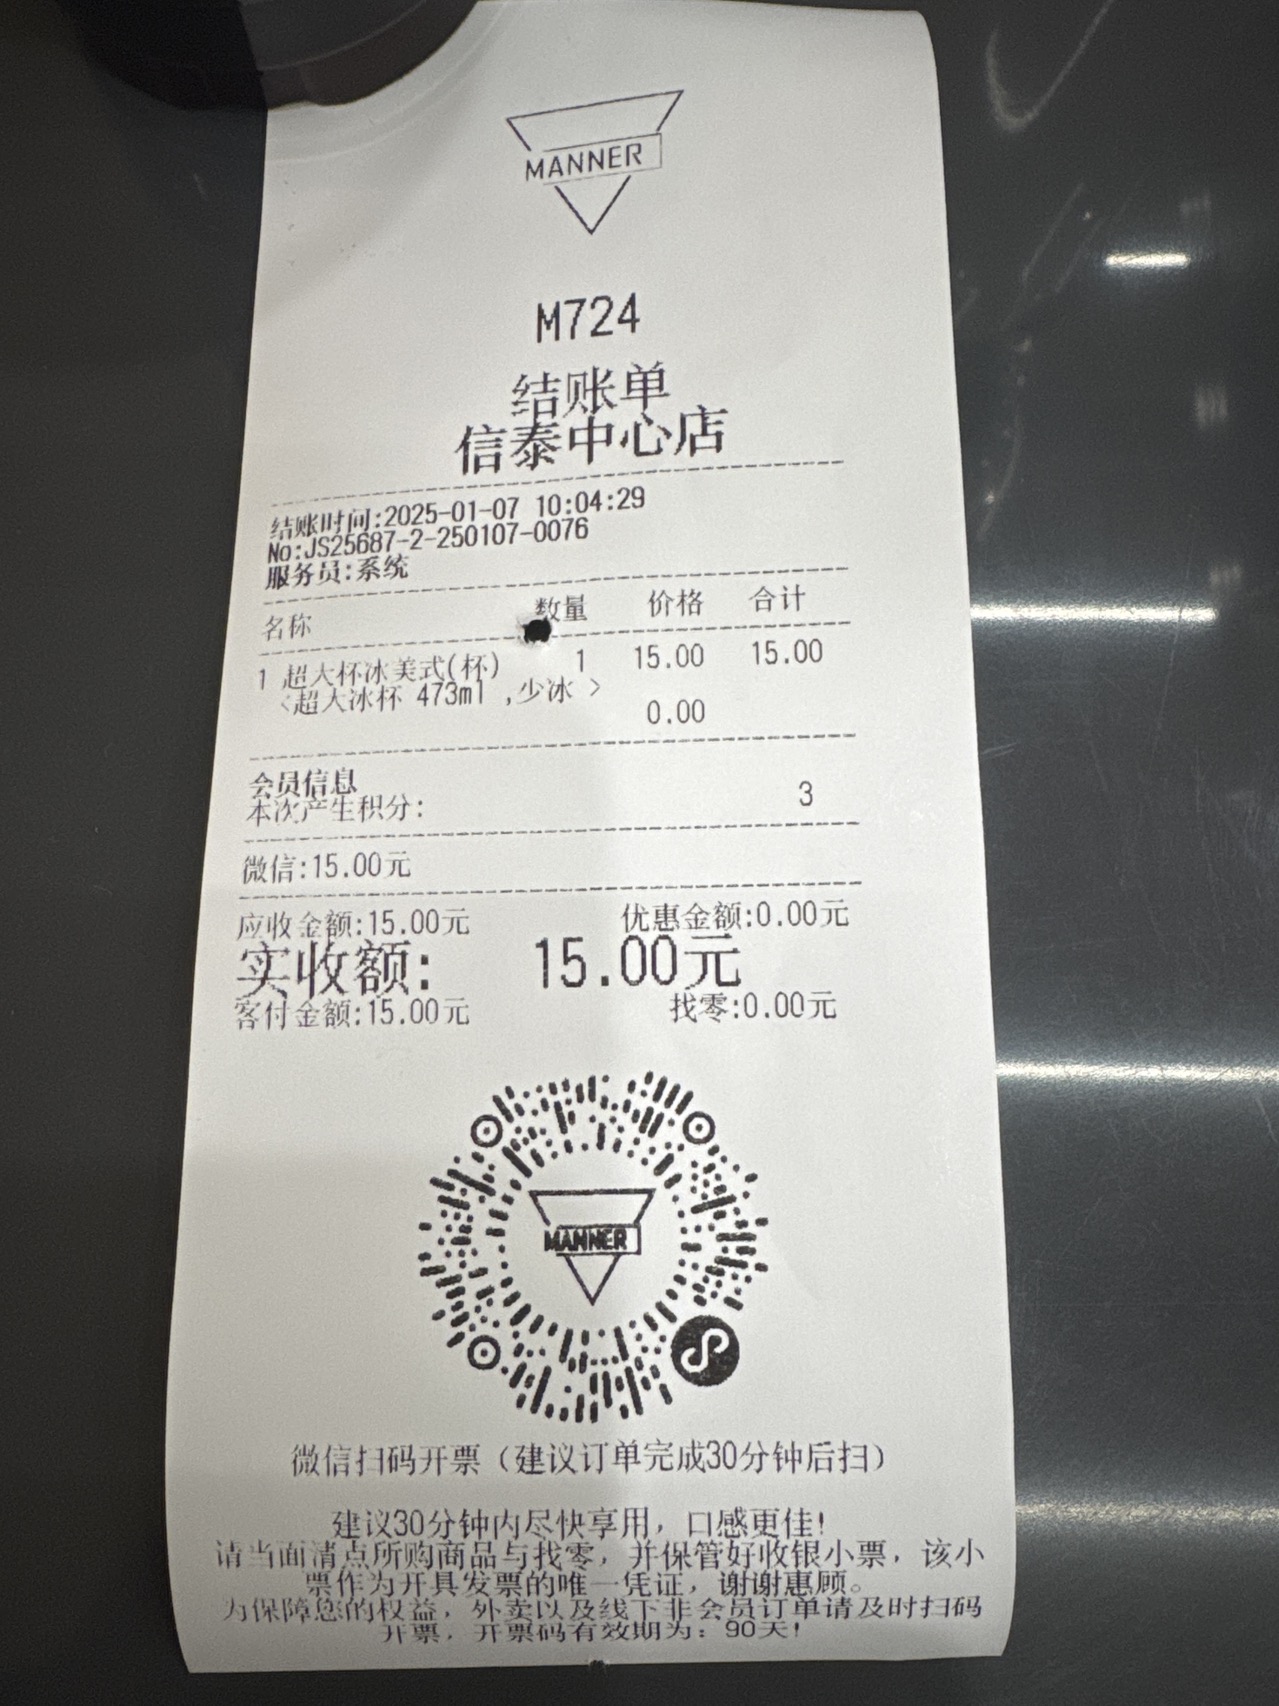 MANNER
M724
结账单
信泰中心店
结账时间:2025-01-07 10:04:29
No:JS25687-2-250107-0076
服务员:系统
名称 数量 价格 合计
1 超大杯冰美式(杯) 1 15.00 15.00
<超大冰杯 473ml ,少冰 >
0.00
会员信息
本次产生积分: 3
微信:15.00元
应收金额:15.00元 优惠金额:0.00元
实收额: 15.00元
客付金额:15.00元 找零:0.00元
MANNER
微信扫码开票（建议订单完成30分钟后扫）
建议30分钟内尽快享用，口感更佳!
请当面清点所购商品与找零，并保管好收银小票，该小
票作为开具发票的唯一凭证，谢谢惠顾。
为保障您的权益，外卖以及线下非会员订单请及时扫码
开票，开票码有效期为：90天!